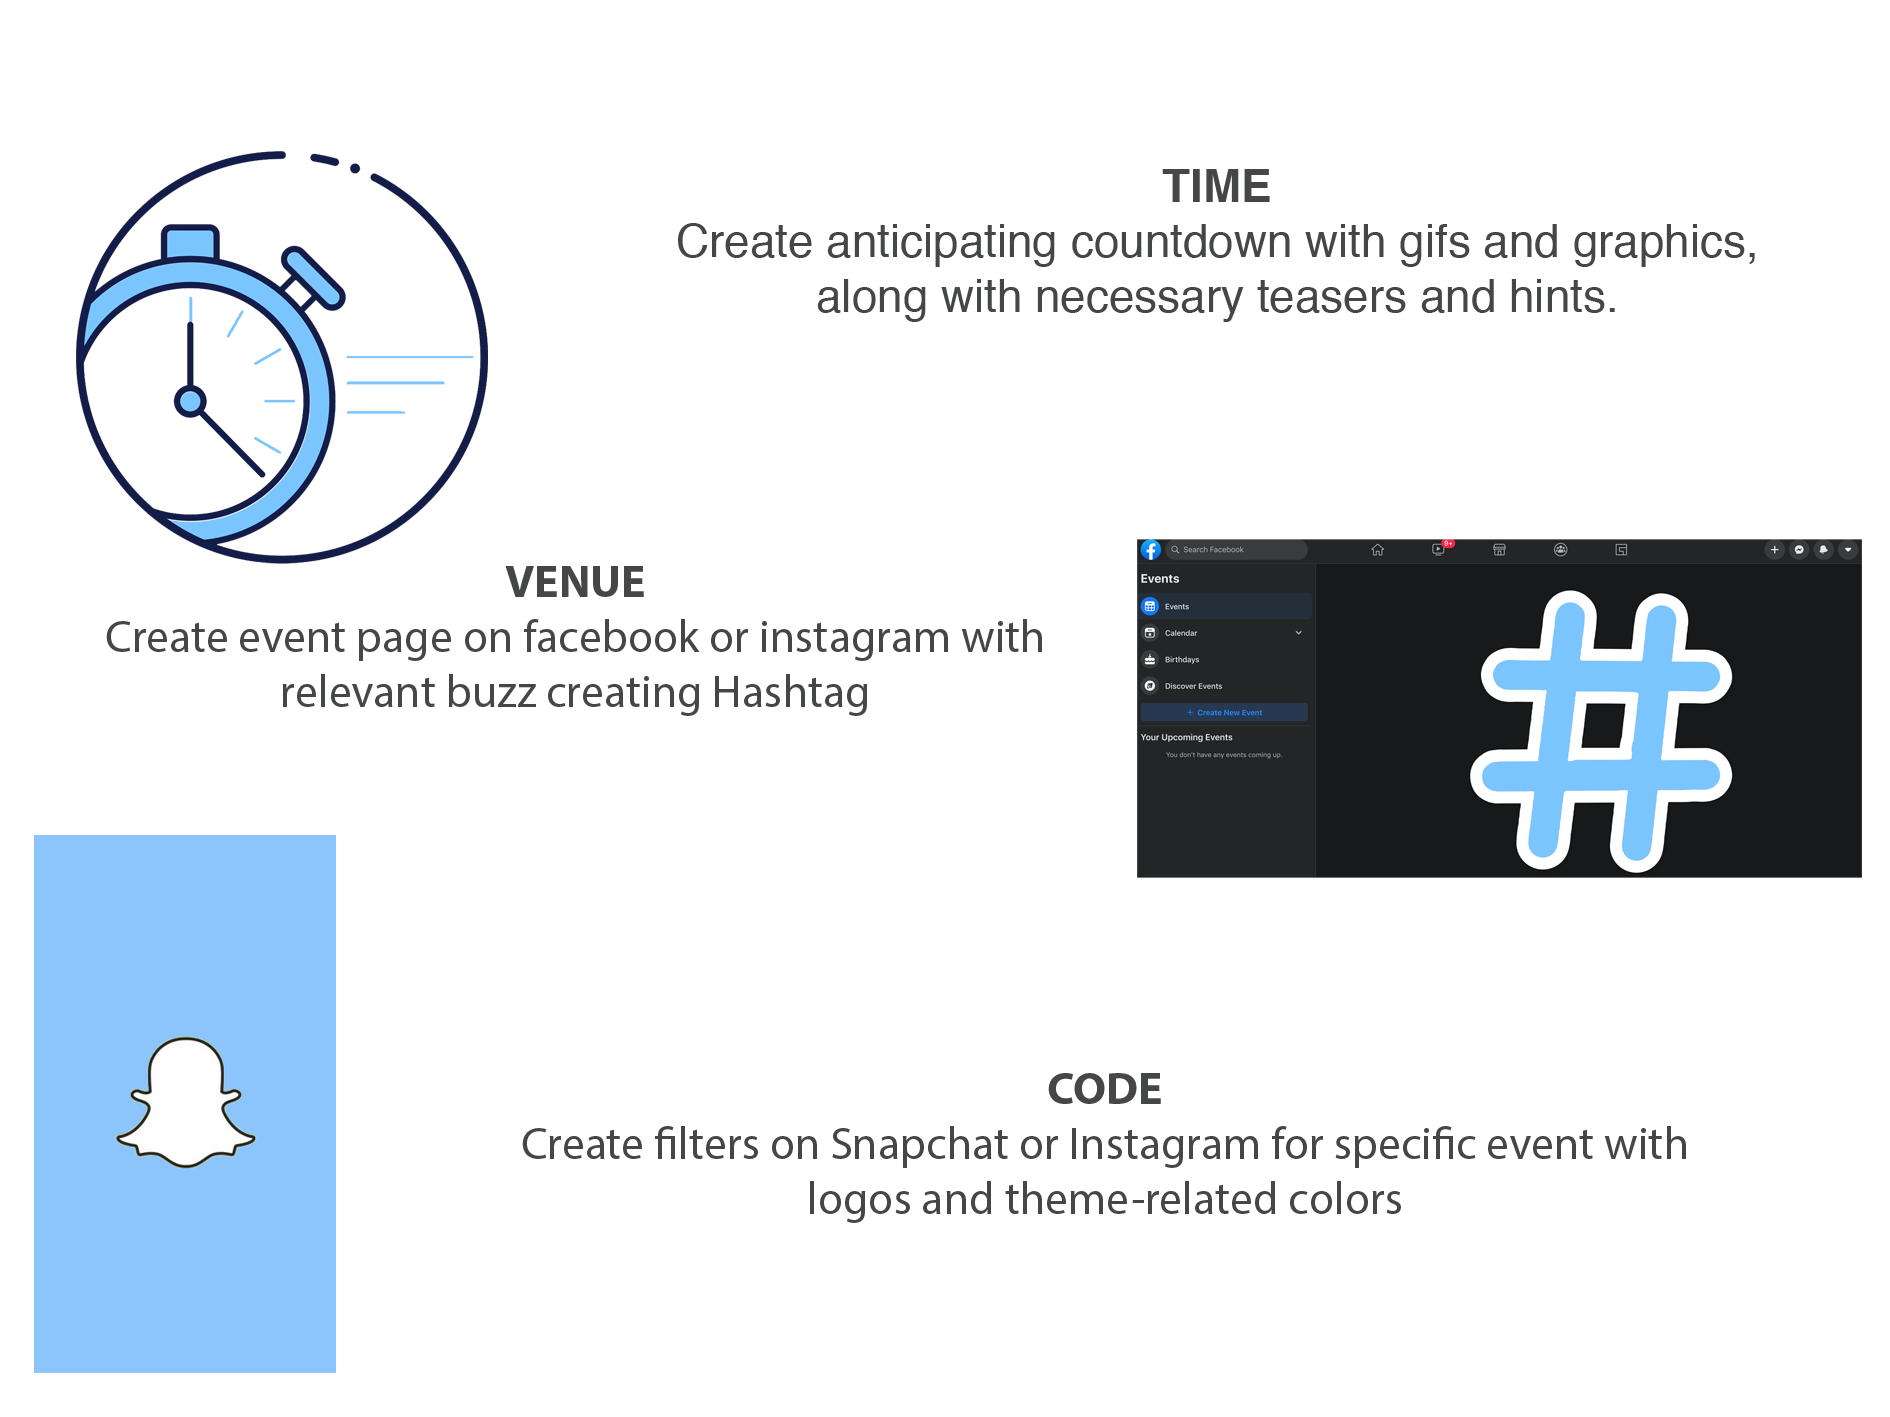 TIME
Create anticipating countdown with gifs and graphics,
along with necessary teasers and hints.
VENUE
Create event page on facebook or instagram with
relevant buzz creating Hashtag
Search Facebook
9+
Events
Events
Calendar
Birthdays
Discover Events
+ Create New Event
Your Upcoming Events
You don't have any events coming up.
#
CODE
Create filters on Snapchat or Instagram for specific event with
logos and theme-related colors